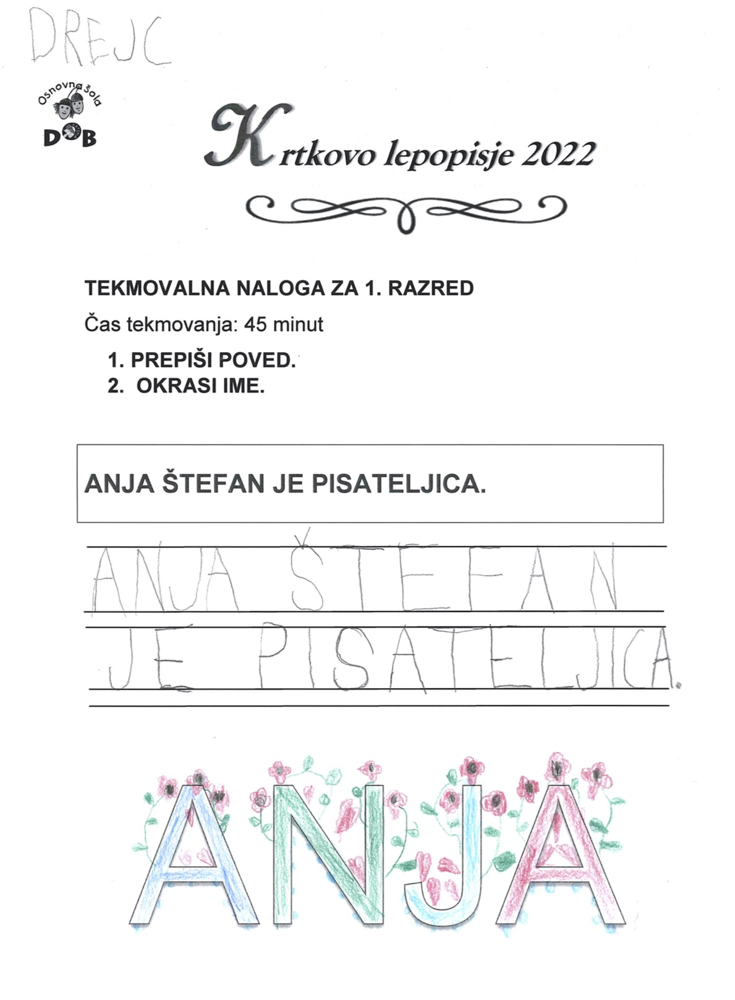 DREJC
Osnovna šola
DOB
Krtkovo lepopisje 2022
TEKMOVALNA NALOGA ZA 1. RAZRED
Čas tekmovanja: 45 minut
1. PREPIŠI POVED.
2. OKRASI IME.
ANJA ŠTEFAN JE PISATELJICA.
ANJA ŠTEFAN
JE PISATELJICA.
ANJA